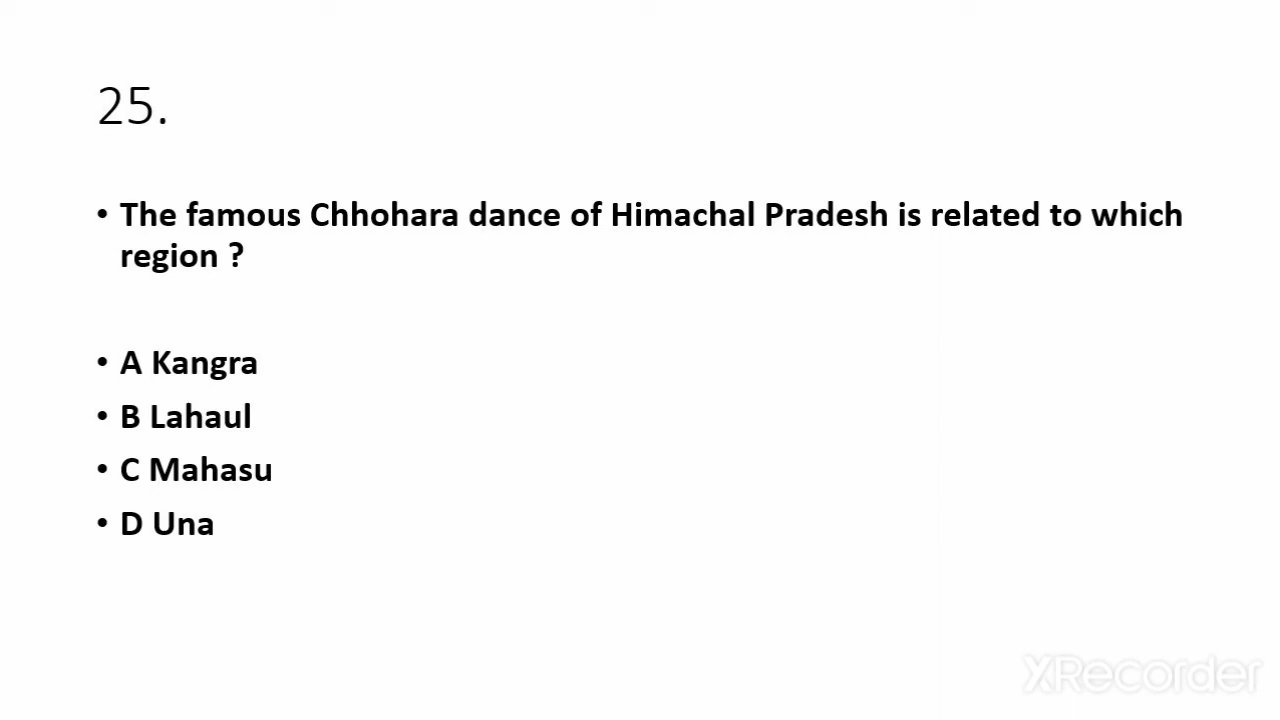 25.
• The famous Chhohara dance of Himachal Pradesh is related to which
region ?
• A Kangra
• B Lahaul
• C Mahasu
• D Una
XRecorder